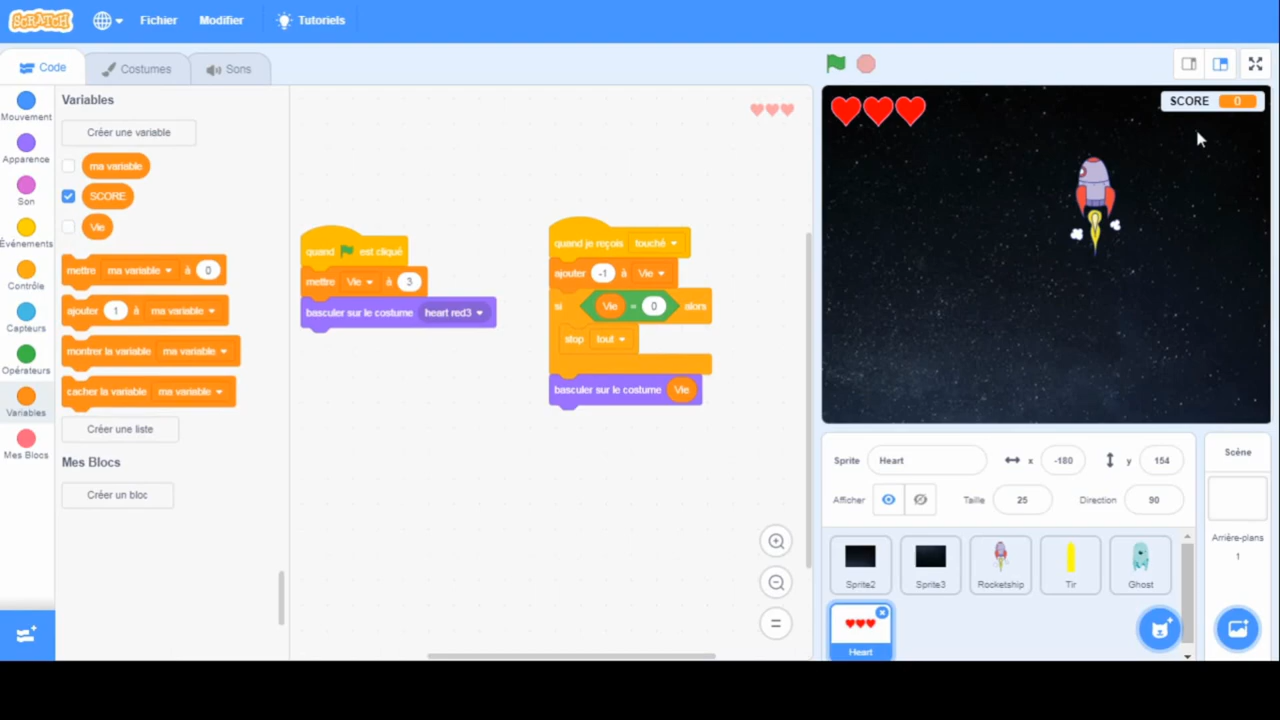 SCRATCH
Fichier
Modifier
Tutoriels
Code
Costumes
Sons
Mouvement
Apparence
Son
Événements
Contrôle
Capteurs
Opérateurs
Variables
Mes Blocs
Variables
Créer une variable
ma variable
SCORE
Vie
mettre ma variable à 0
ajouter 1 à ma variable
montrer la variable ma variable
cacher la variable ma variable
Créer une liste
Mes Blocs
Créer un bloc
quand est cliqué
mettre Vie à 3
basculer sur le costume heart red3
quand je reçois touché
ajouter -1 à Vie
si Vie = 0 alors
stop tout
basculer sur le costume Vie
SCORE 0
Sprite Heart x -180 y 154
Afficher Taille 25 Direction 90
Sprite2
Sprite3
Rocketship
Tir
Ghost
Heart
Scène
Arrière-plans
1